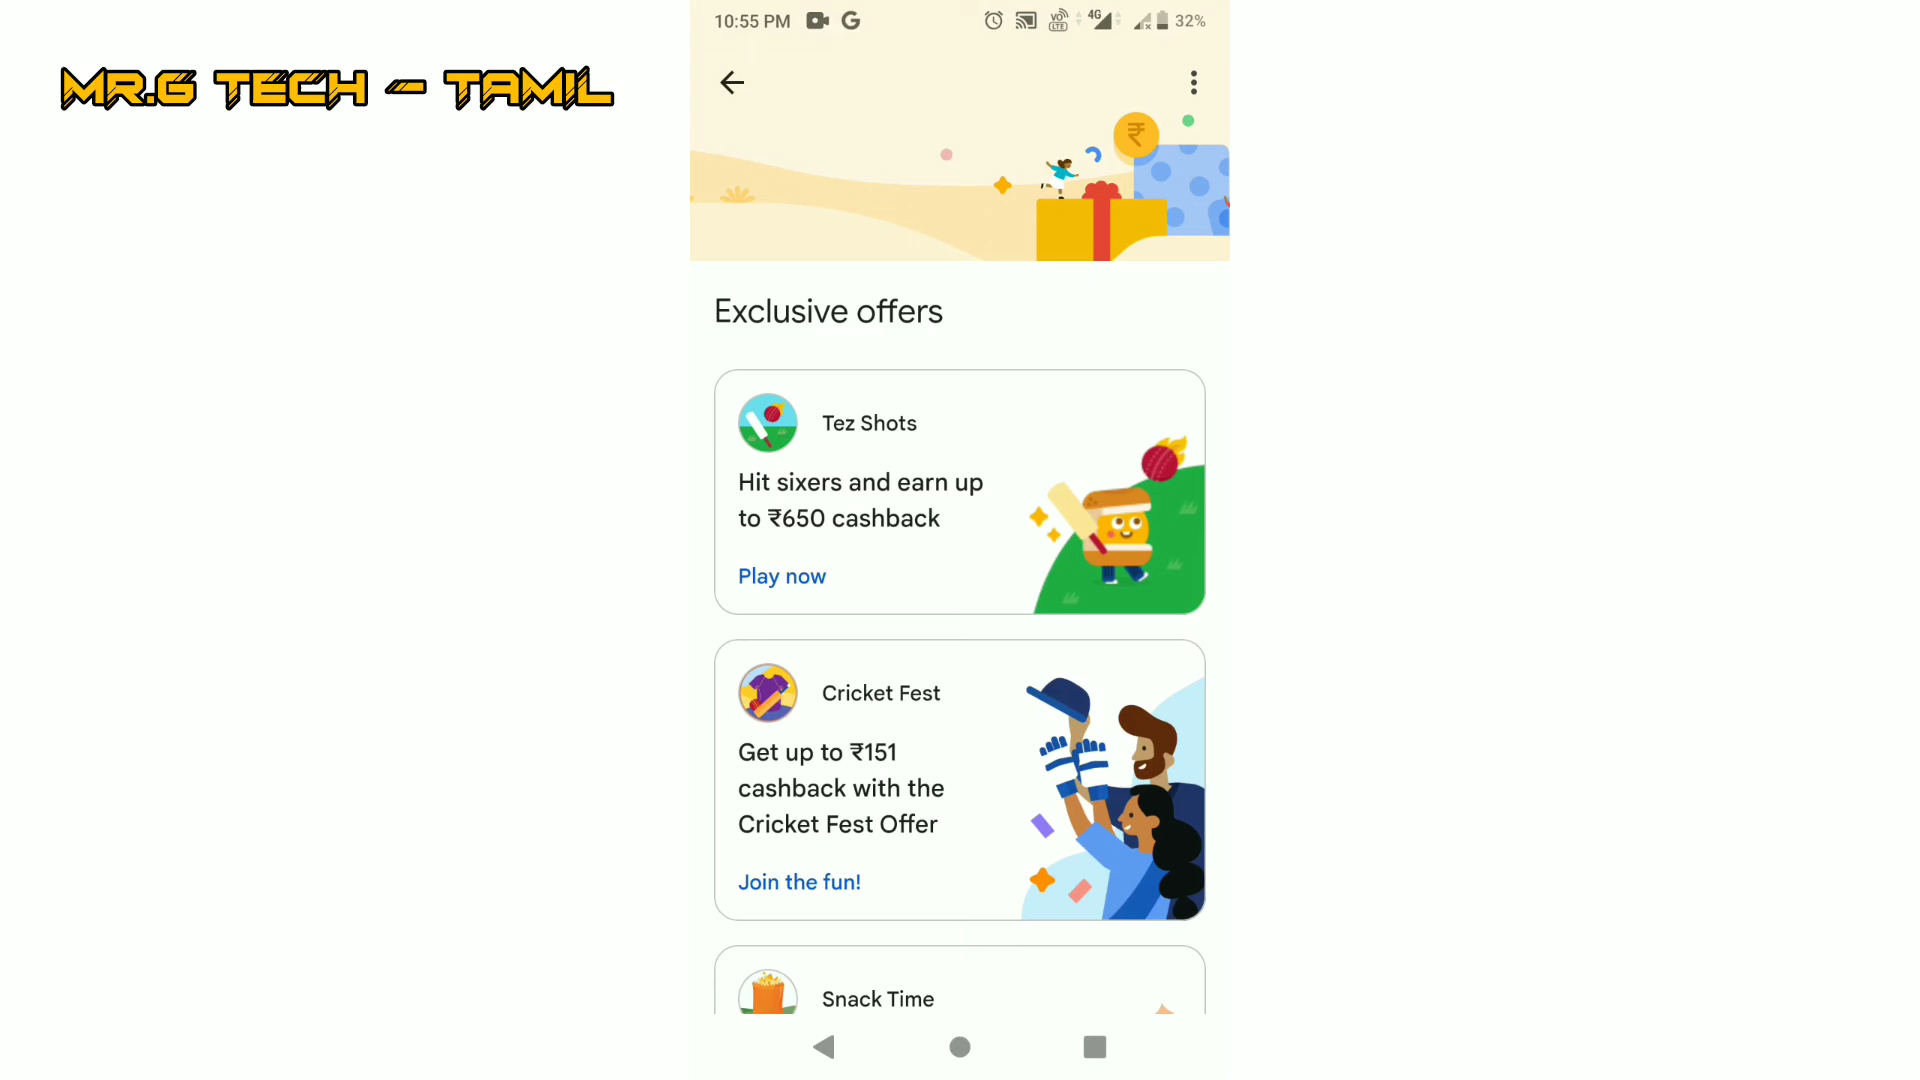 10:55 PM
VO LTE 4G 32%
MR.G TECH - TAMIL
₹
Exclusive offers
Tez Shots
Hit sixers and earn up
to ₹650 cashback
Play now
Cricket Fest
Get up to ₹151
cashback with the
Cricket Fest Offer
Join the fun!
Snack Time